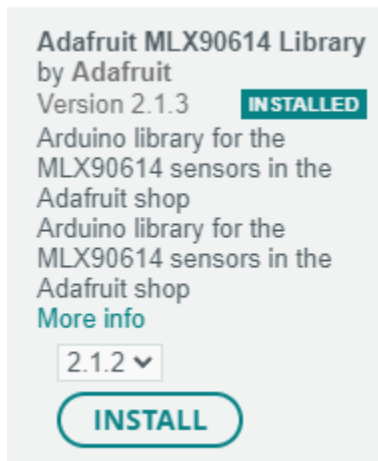 Adafruit MLX90614 Library
by Adafruit
Version 2.1.3 INSTALLED
Arduino library for the
MLX90614 sensors in the
Adafruit shop
Arduino library for the
MLX90614 sensors in the
Adafruit shop
More info
2.1.2
INSTALL